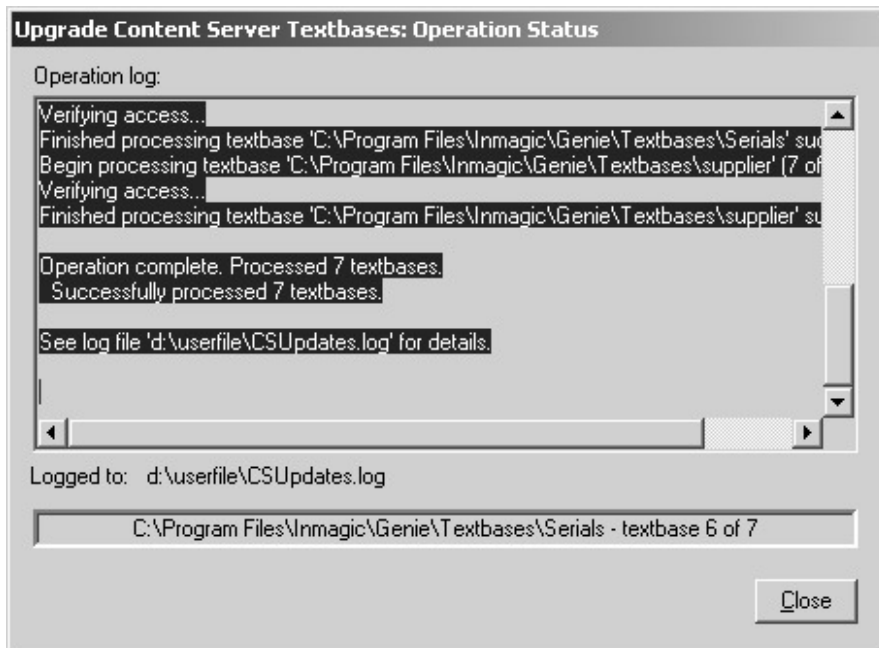 Upgrade Content Server Textbases: Operation Status
Operation log:
Verifying access...
Finished processing textbase 'C:\Program Files\Inmagic\Genie\Textbases\Serials' suc
Begin processing textbase 'C:\Program Files\Inmagic\Genie\Textbases\supplier' (7 of
Verifying access...
Finished processing textbase 'C:\Program Files\Inmagic\Genie\Textbases\supplier' su
Operation complete. Processed 7 textbases.
Successfully processed 7 textbases.
See log file 'd:\userfile\CSUpdates.log' for details.
Logged to: d:\userfile\CSUpdates.log
C:\Program Files\Inmagic\Genie\Textbases\Serials - textbase 6 of 7
Close